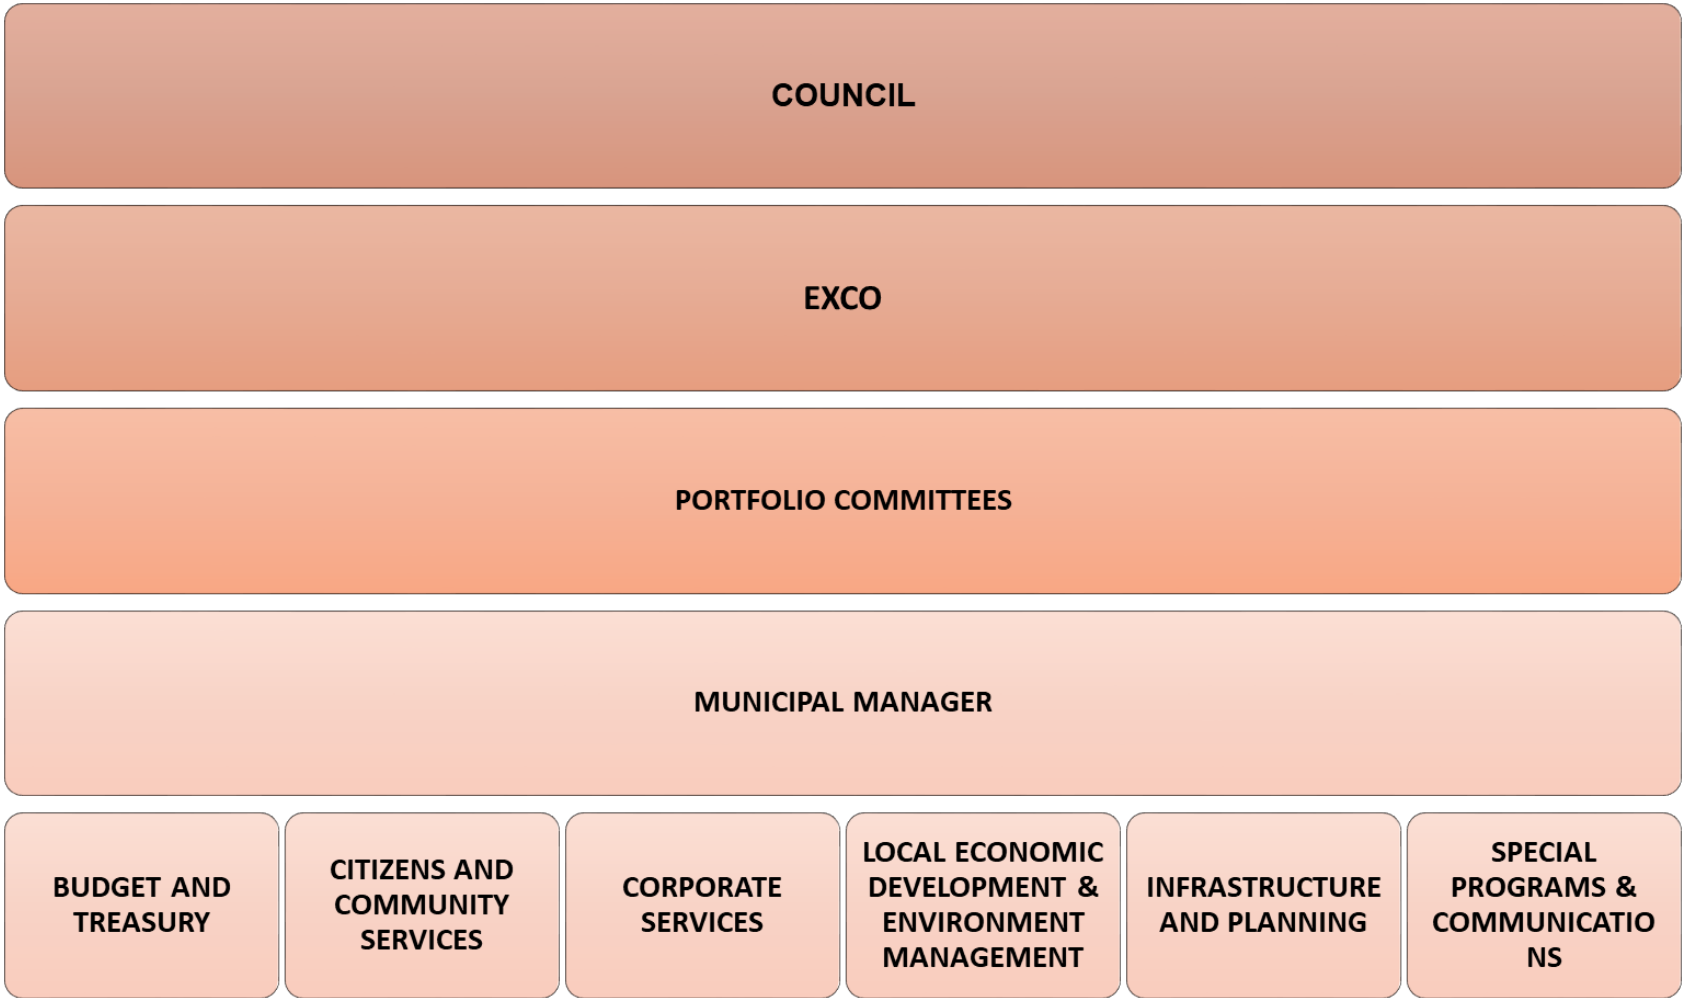 COUNCIL
EXCO
PORTFOLIO COMMITTEES
MUNICIPAL MANAGER
BUDGET AND
TREASURY
CITIZENS AND
COMMUNITY
SERVICES
CORPORATE
SERVICES
LOCAL ECONOMIC
DEVELOPMENT &
ENVIRONMENT
MANAGEMENT
INFRASTRUCTURE
AND PLANNING
SPECIAL
PROGRAMS &
COMMUNICATIO
NS